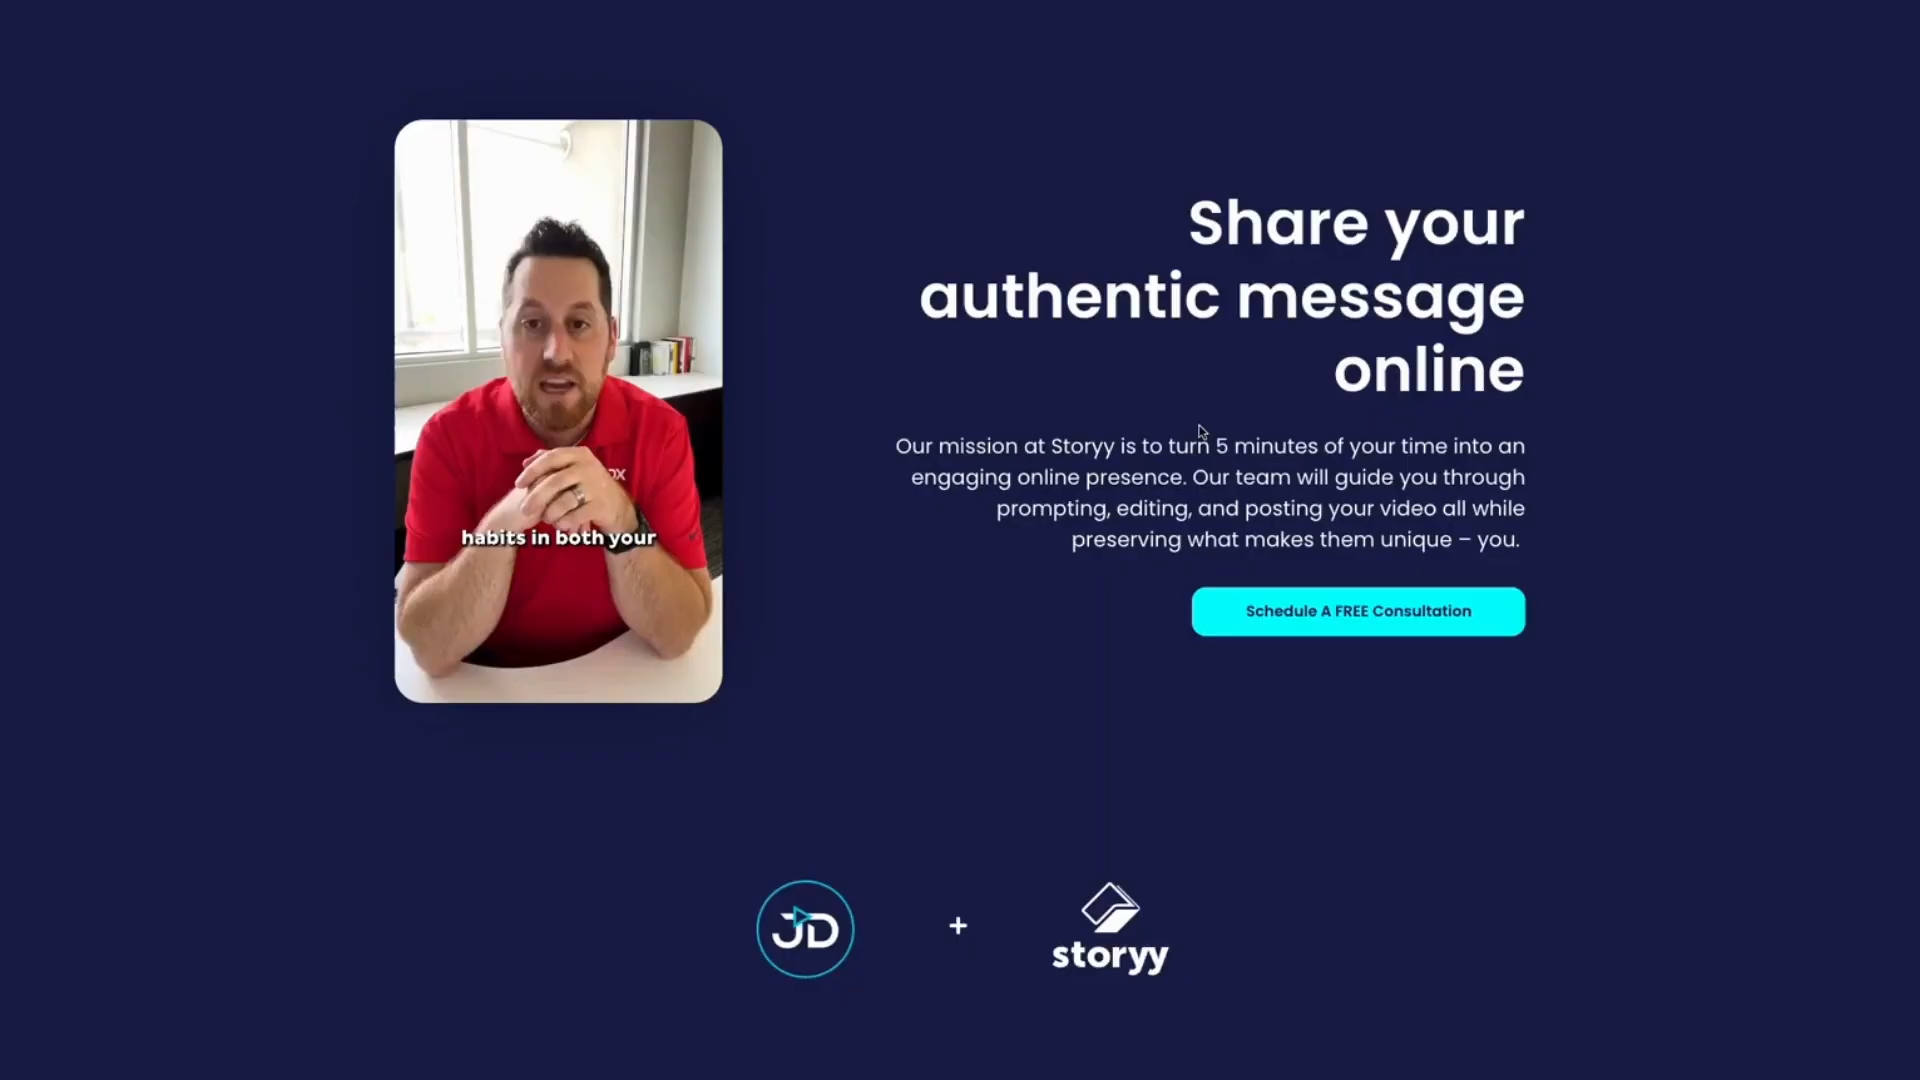 Share your
authentic message
online
Our mission at Storyy is to turn 5 minutes of your time into an
engaging online presence. Our team will guide you through
prompting, editing, and posting your video all while
preserving what makes them unique – you.
Schedule A FREE Consultation
habits in both your
JD
+
storyy